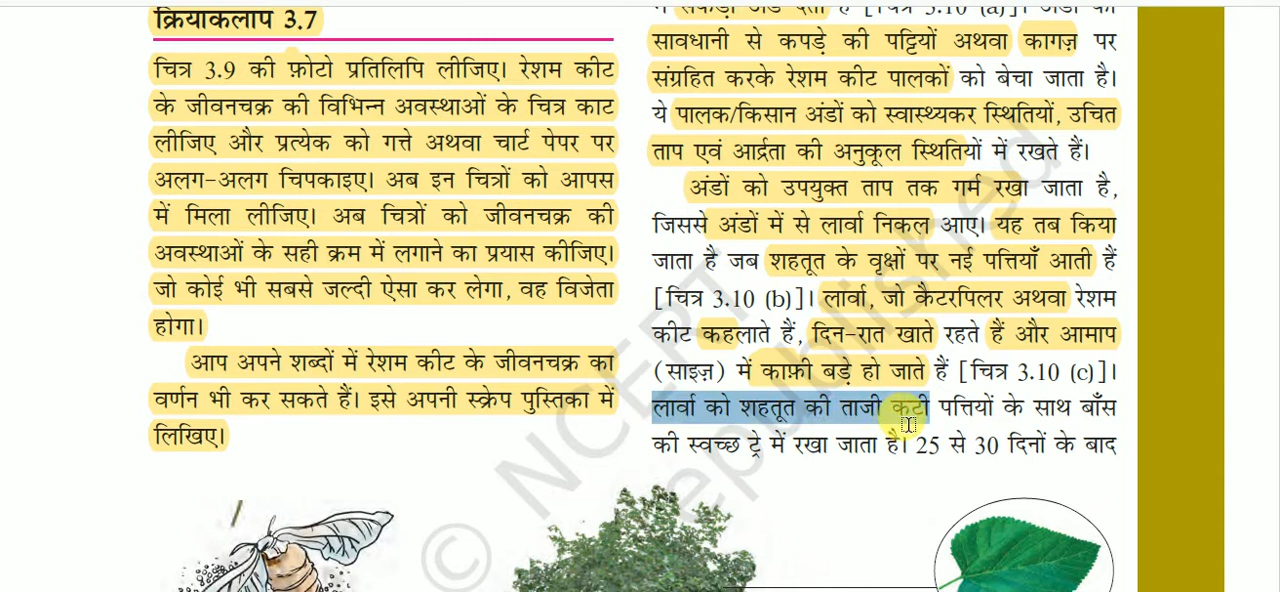 क्रियाकलाप 3.7
चित्र 3.9 की फ़ोटो प्रतिलिपि लीजिए। रेशम कीट
के जीवनचक्र की विभिन्न अवस्थाओं के चित्र काट
लीजिए और प्रत्येक को गत्ते अथवा चार्ट पेपर पर
अलग-अलग चिपकाइए। अब इन चित्रों को आपस
में मिला लीजिए। अब चित्रों को जीवनचक्र की
अवस्थाओं के सही क्रम में लगाने का प्रयास कीजिए।
जो कोई भी सबसे जल्दी ऐसा कर लेगा, वह विजेता
होगा।
आप अपने शब्दों में रेशम कीट के जीवनचक्र का
वर्णन भी कर सकते हैं। इसे अपनी स्क्रेप पुस्तिका में
लिखिए।
में सैकड़ों अंडे देती है [चित्र 3.10 (a)]। अंडों को
सावधानी से कपड़े की पट्टियों अथवा कागज़ पर
संग्रहित करके रेशम कीट पालकों को बेचा जाता है।
ये पालक/किसान अंडों को स्वास्थ्यकर स्थितियों, उचित
ताप एवं आर्द्रता की अनुकूल स्थितियों में रखते हैं।
अंडों को उपयुक्त ताप तक गर्म रखा जाता है,
जिससे अंडों में से लार्वा निकल आए। यह तब किया
जाता है जब शहतूत के वृक्षों पर नई पत्तियाँ आती हैं
[चित्र 3.10 (b)]। लार्वा, जो कैटरपिलर अथवा रेशम
कीट कहलाते हैं, दिन-रात खाते रहते हैं और आमाप
(साइज़) में काफ़ी बड़े हो जाते हैं [चित्र 3.10 (c)]।
लार्वा को शहतूत की ताजी कटी पत्तियों के साथ बाँस
की स्वच्छ ट्रे में रखा जाता है। 25 से 30 दिनों के बाद
© NCERT
republished